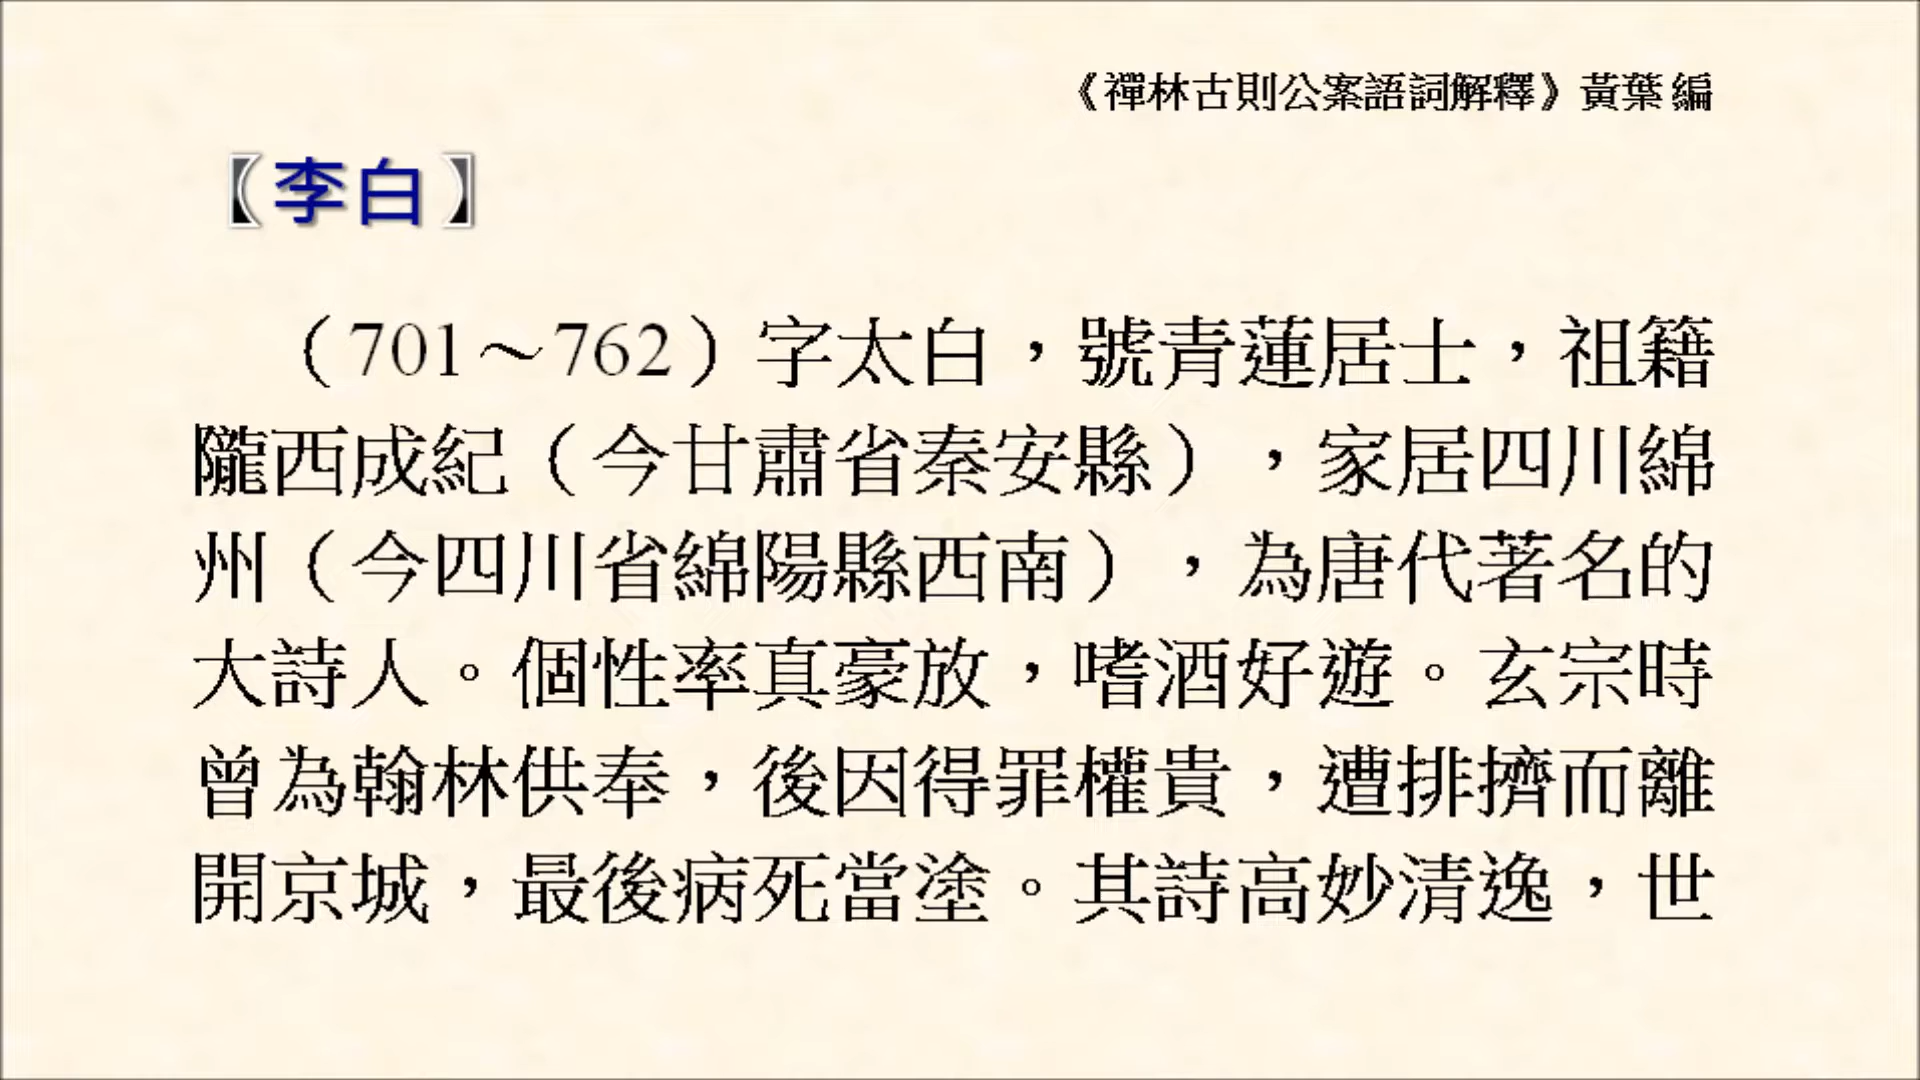 《禪林古則公案語詞解釋》黃葉 編
【李白】
（701～762）字太白，號青蓮居士，祖籍
隴西成紀（今甘肅省秦安縣），家居四川綿
州（今四川省綿陽縣西南），為唐代著名的
大詩人。個性率真豪放，嗜酒好遊。玄宗時
曾為翰林供奉，後因得罪權貴，遭排擠而離
開京城，最後病死當塗。其詩高妙清逸，世